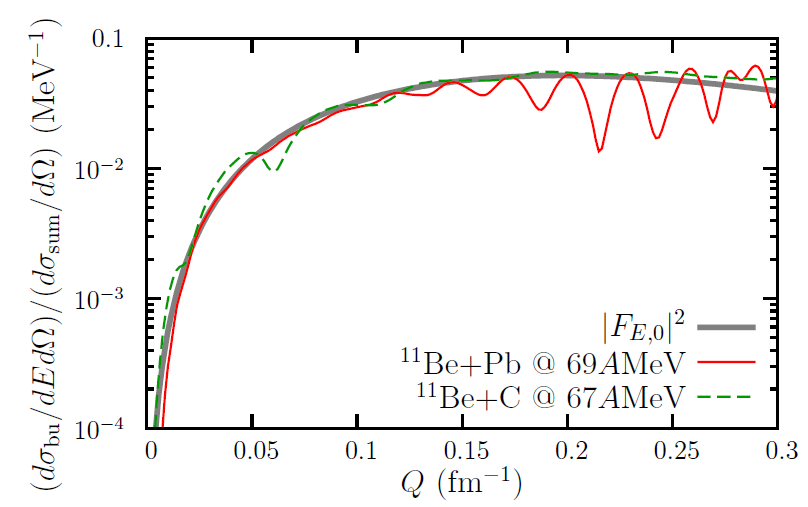 (dσ_bu/dEdΩ)/(dσ_sum/dΩ) (MeV⁻¹)
0.1
10⁻²
10⁻³
10⁻⁴
|F_{E,0}|²
¹¹Be+Pb @ 69AMeV
¹¹Be+C @ 67AMeV
0 0.05 0.1 0.15 0.2 0.25 0.3
Q (fm⁻¹)